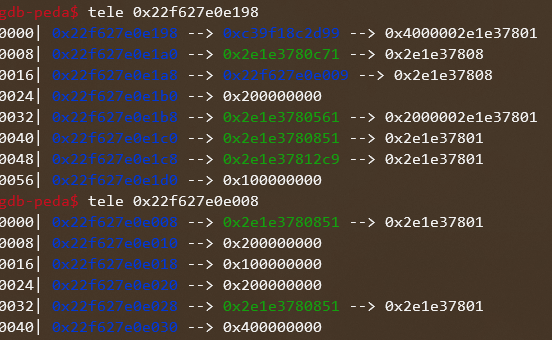 gdb-peda$ tele 0x22f627e0e198
0000| 0x22f627e0e198 --> --> 0x4000002e1e37801
0008| 0x22f627e0e1a0 --> 0x2e1e3780c71 --> 0x2e1e37808
0016| 0x22f627e0e1a8 --> 0x22f627e0e009 --> 0x2e1e37808
0024| 0x22f627e0e1b0 --> 0x200000000
0032| 0x22f627e0e1b8 --> 0x2e1e3780561 --> 0x2000002e1e37801
0040| 0x22f627e0e1c0 --> 0x2e1e3780851 --> 0x2e1e37801
0048| 0x22f627e0e1c8 --> 0x2e1e37812c9 --> 0x2e1e37801
0056| 0x22f627e0e1d0 --> 0x100000000
gdb-peda$ tele 0x22f627e0e008
0000| 0x22f627e0e008 --> 0x2e1e3780851 --> 0x2e1e37801
0008| 0x22f627e0e010 --> 0x200000000
0016| 0x22f627e0e018 --> 0x100000000
0024| 0x22f627e0e020 --> 0x200000000
0032| 0x22f627e0e028 --> 0x2e1e3780851 --> 0x2e1e37801
0040| 0x22f627e0e030 --> 0x400000000